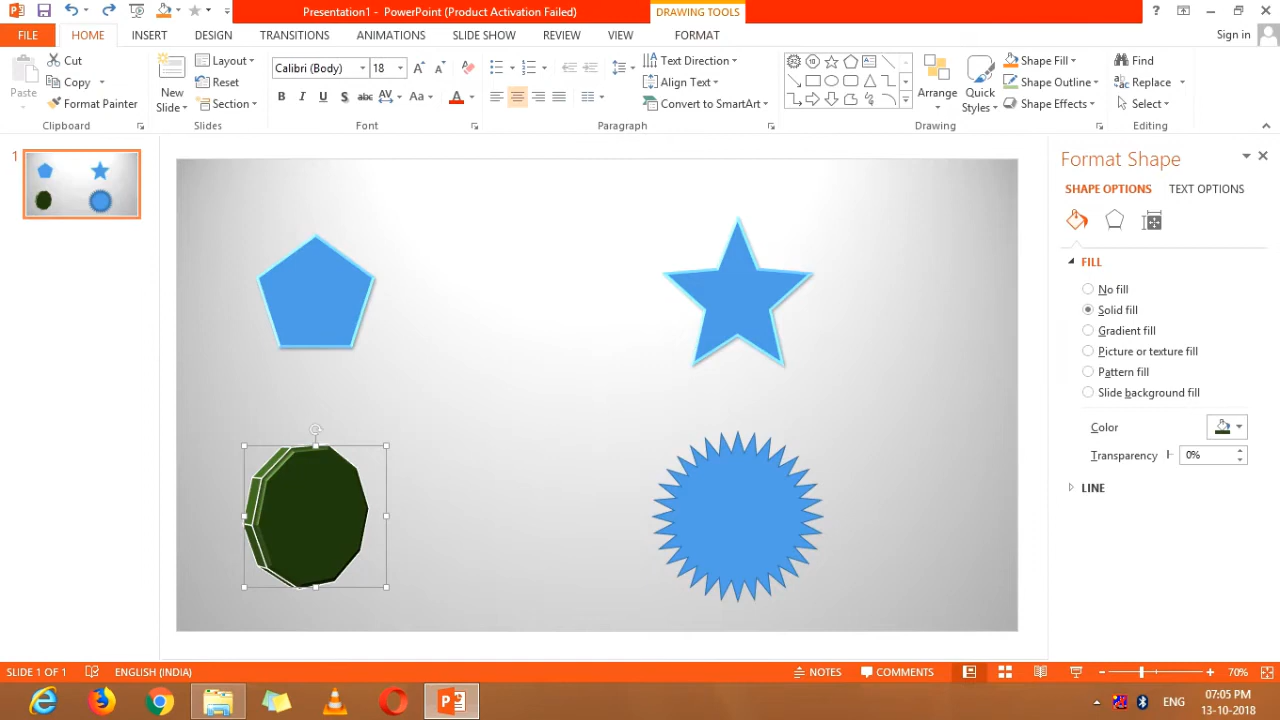 Presentation1 - PowerPoint (Product Activation Failed)
DRAWING TOOLS
?
FILE HOME INSERT DESIGN TRANSITIONS ANIMATIONS SLIDE SHOW REVIEW VIEW FORMAT Sign in
Paste
Cut
Copy
Format Painter
Clipboard
New Slide
Layout
Reset
Section
Slides
Calibri (Body) 18
B I U S abc AV Aa A
Font
Text Direction
Align Text
Convert to SmartArt
Paragraph
Arrange
Quick Styles
Shape Fill
Shape Outline
Shape Effects
Drawing
Find
Replace
Select
Editing
1
Format Shape
SHAPE OPTIONS TEXT OPTIONS
FILL
No fill
Solid fill
Gradient fill
Picture or texture fill
Pattern fill
Slide background fill
Color
Transparency 0%
LINE
SLIDE 1 OF 1 ENGLISH (INDIA) NOTES COMMENTS 70%
ENG
07:05 PM
13-10-2018